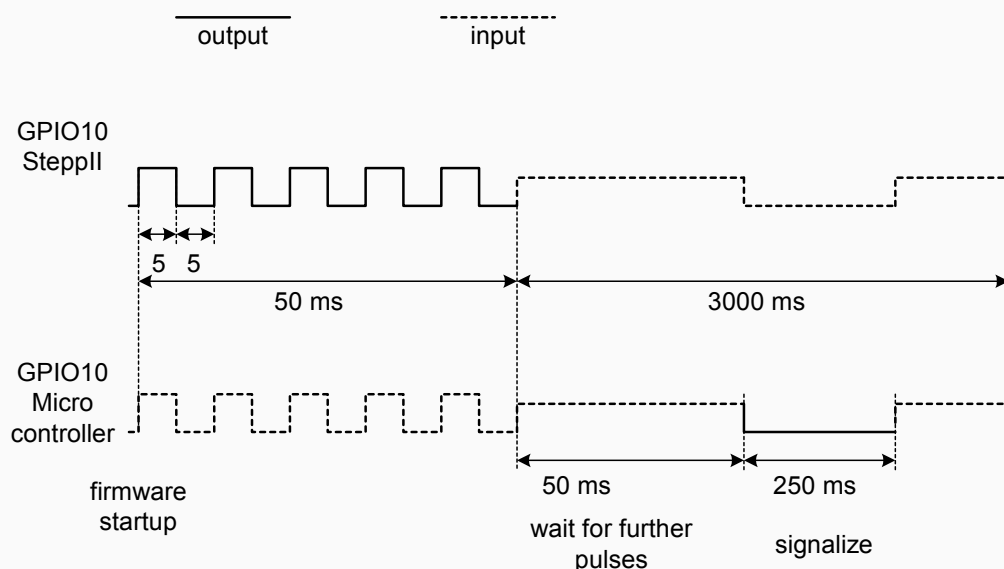 output
input
GPIO10
SteppII
5 5
50 ms
3000 ms
GPIO10
Micro
controller
50 ms
250 ms
firmware
startup
wait for further
pulses
signalize